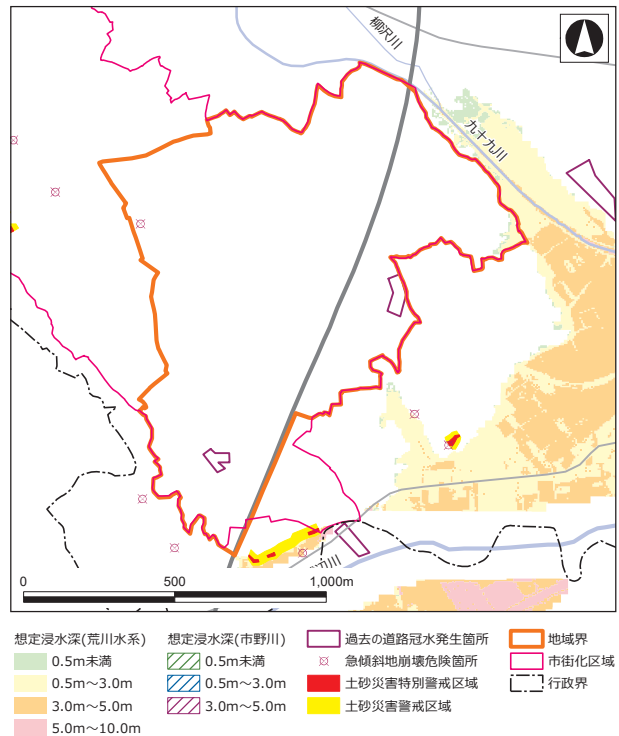 柳沢川
九十九川
0 500 1,000m
想定浸水深(荒川水系)
0.5m未満
0.5m～3.0m
3.0m～5.0m
5.0m～10.0m
想定浸水深(市野川)
0.5m未満
0.5m～3.0m
3.0m～5.0m
過去の道路冠水発生箇所
急傾斜地崩壊危険箇所
土砂災害特別警戒区域
土砂災害警戒区域
地域界
市街化区域
行政界